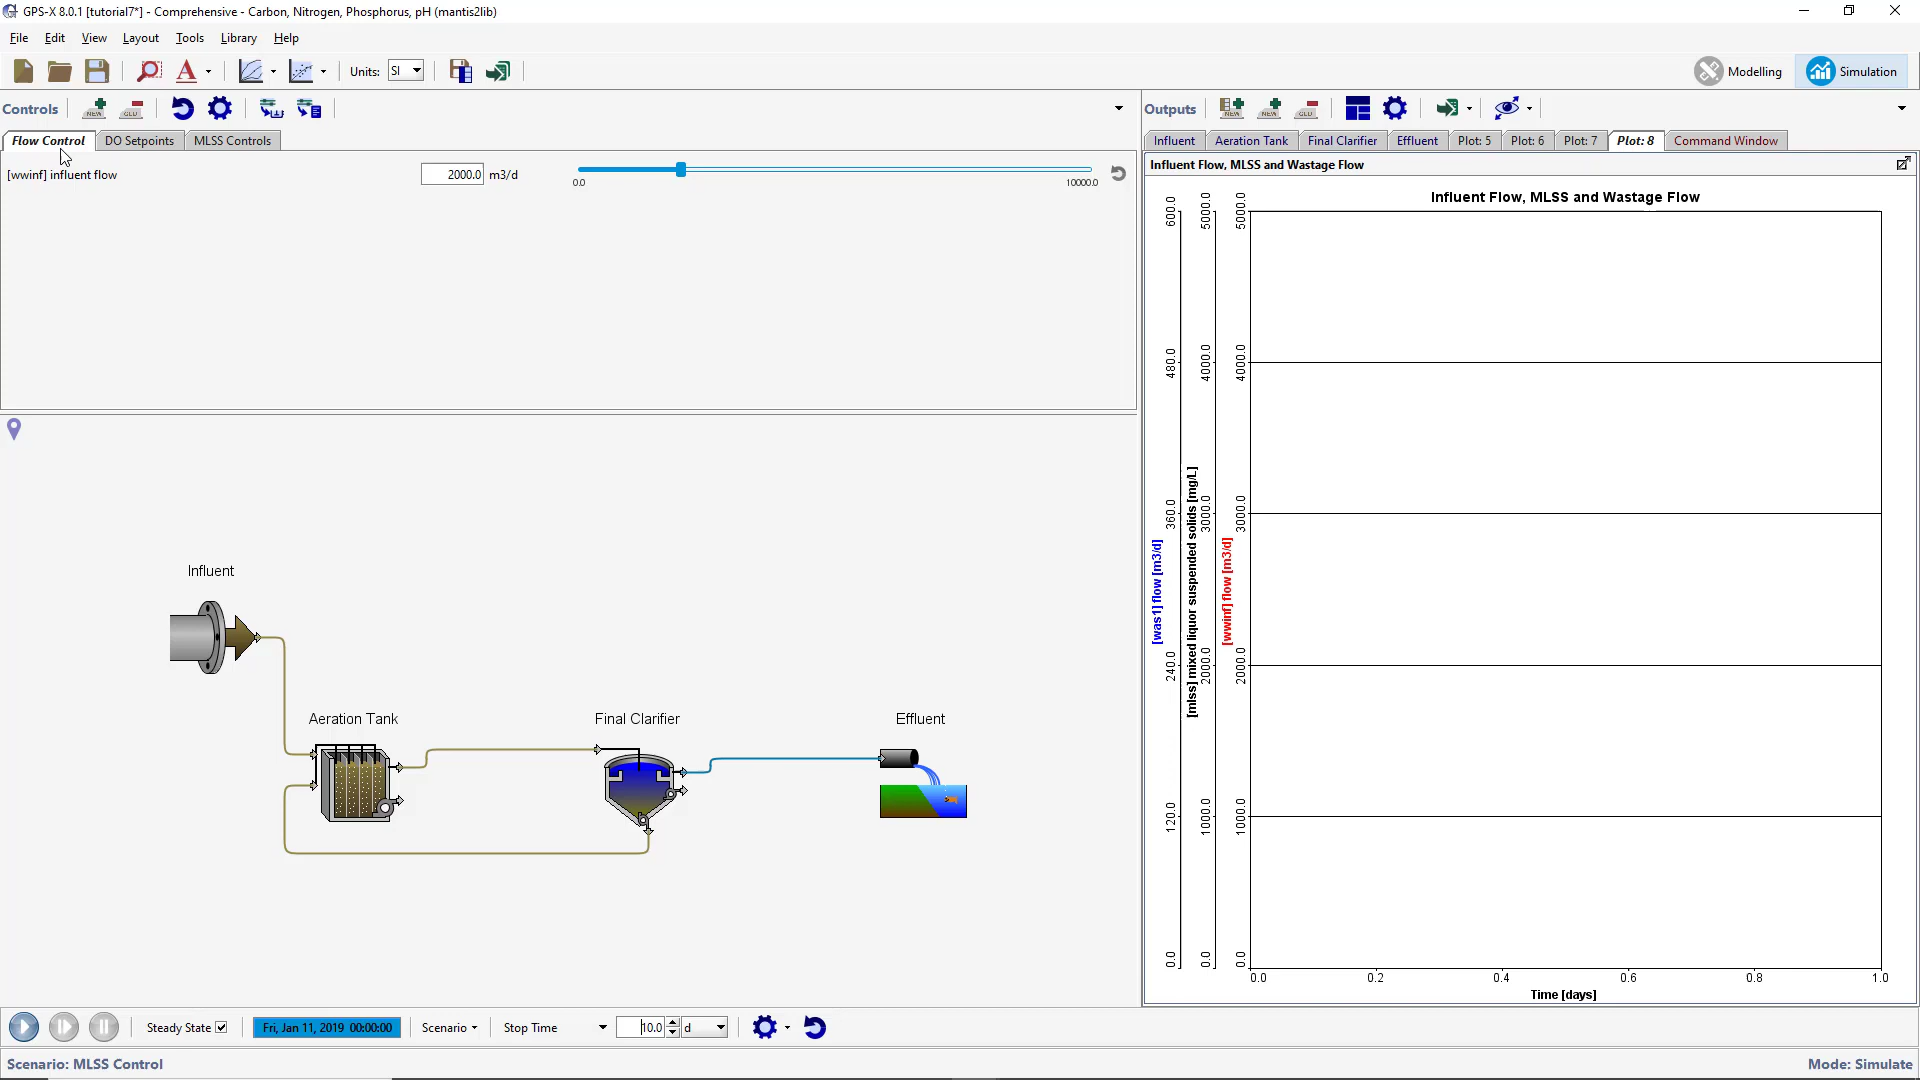 GPS-X 8.0.1 [tutorial7*] - Comprehensive - Carbon, Nitrogen, Phosphorus, pH (mantis2lib)
File Edit View Layout Tools Library Help
Units: SI
Modelling Simulation
Controls NEW OLD
Outputs NEW NEW OLD
Flow Control DO Setpoints MLSS Controls
Influent Aeration Tank Final Clarifier Effluent Plot: 5 Plot: 6 Plot: 7 Plot: 8 Command Window
[wwinf] influent flow 2000.0 m3/d 0.0 10000.0
Influent Flow, MLSS and Wastage Flow
Influent Flow, MLSS and Wastage Flow
600.0 5000.0 5000.0
480.0 4000.0 4000.0
360.0 3000.0 3000.0
240.0 2000.0 2000.0
120.0 1000.0 1000.0
0.0 0.0 0.0
[was1] flow [m3/d]
[mlss] mixed liquor suspended solids [mg/L]
[wwinf] flow [m3/d]
0.0 0.2 0.4 0.6 0.8 1.0
Time [days]
Influent
Aeration Tank
Final Clarifier
Effluent
Steady State Fri, Jan 11, 2019 00:00:00 Scenario Stop Time 10.0 d
Scenario: MLSS Control
Mode: Simulate